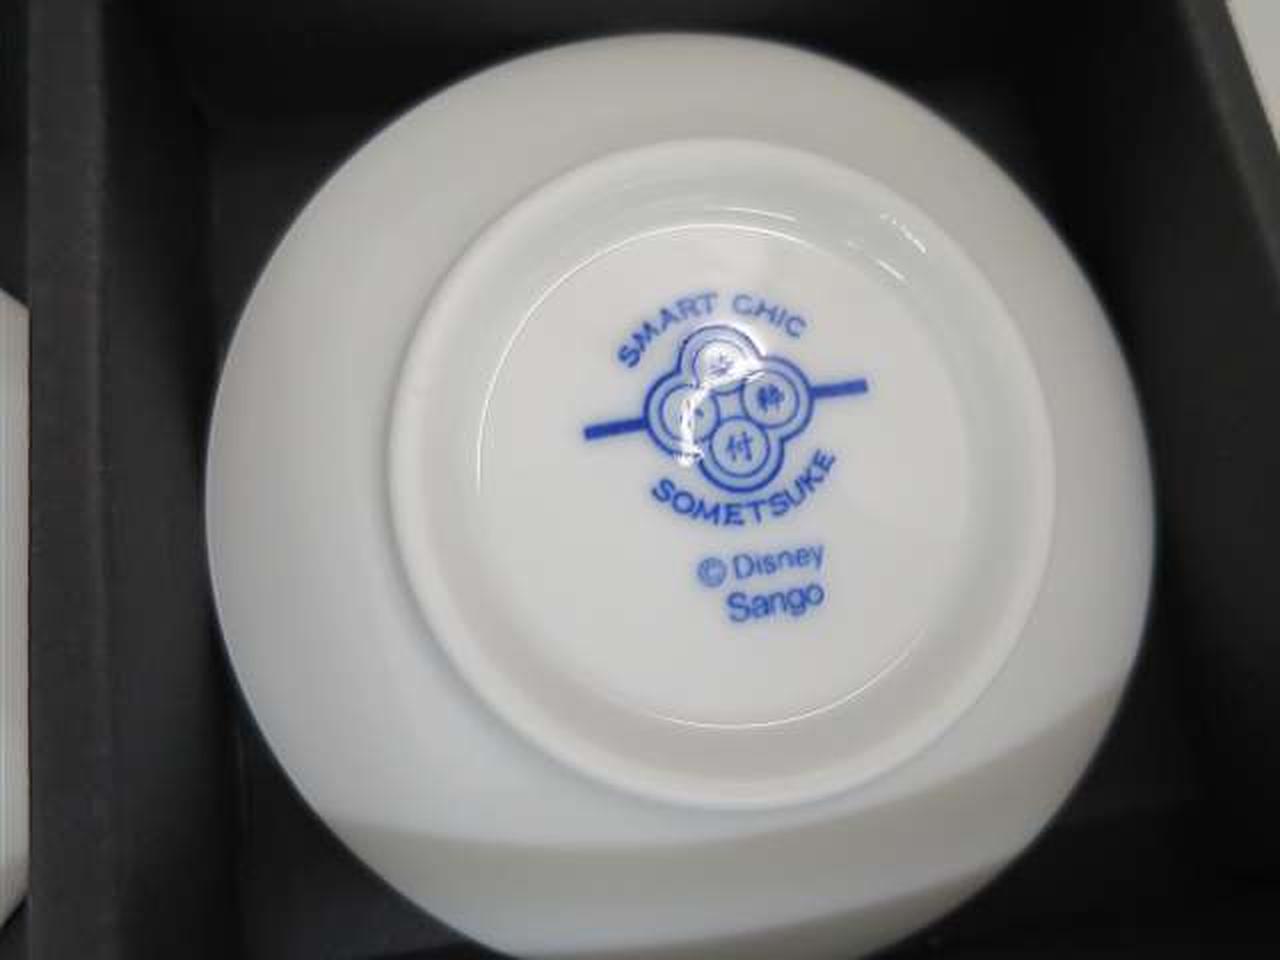 SMART CHIC
粋
付
SOMETSUKE
© Disney
Sango